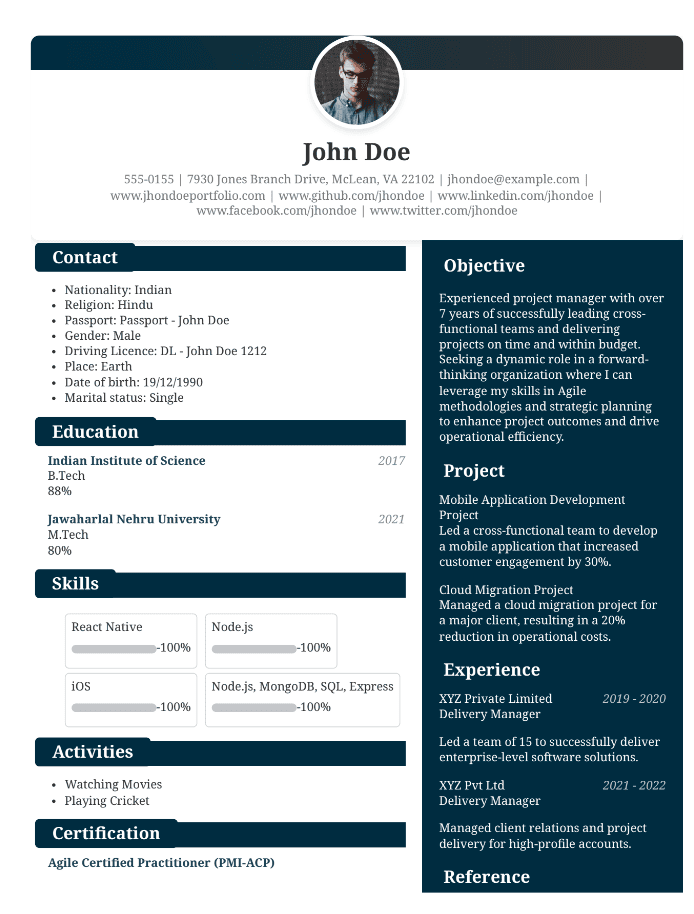 John Doe
555-0155 | 7930 Jones Branch Drive, McLean, VA 22102 | jhondoe@example.com |
www.jhondoeportfolio.com | www.github.com/jhondoe | www.linkedin.com/jhondoe |
www.facebook.com/jhondoe | www.twitter.com/jhondoe
Contact
• Nationality: Indian
• Religion: Hindu
• Passport: Passport - John Doe
• Gender: Male
• Driving Licence: DL - John Doe 1212
• Place: Earth
• Date of birth: 19/12/1990
• Marital status: Single
Education
Indian Institute of Science 2017
B.Tech
88%
Jawaharlal Nehru University 2021
M.Tech
80%
Skills
React Native
-100%
Node.js
-100%
iOS
-100%
Node.js, MongoDB, SQL, Express
-100%
Activities
• Watching Movies
• Playing Cricket
Certification
Agile Certified Practitioner (PMI-ACP)
Objective
Experienced project manager with over
7 years of successfully leading cross-
functional teams and delivering
projects on time and within budget.
Seeking a dynamic role in a forward-
thinking organization where I can
leverage my skills in Agile
methodologies and strategic planning
to enhance project outcomes and drive
operational efficiency.
Project
Mobile Application Development
Project
Led a cross-functional team to develop
a mobile application that increased
customer engagement by 30%.
Cloud Migration Project
Managed a cloud migration project for
a major client, resulting in a 20%
reduction in operational costs.
Experience
XYZ Private Limited 2019 - 2020
Delivery Manager
Led a team of 15 to successfully deliver
enterprise-level software solutions.
XYZ Pvt Ltd 2021 - 2022
Delivery Manager
Managed client relations and project
delivery for high-profile accounts.
Reference